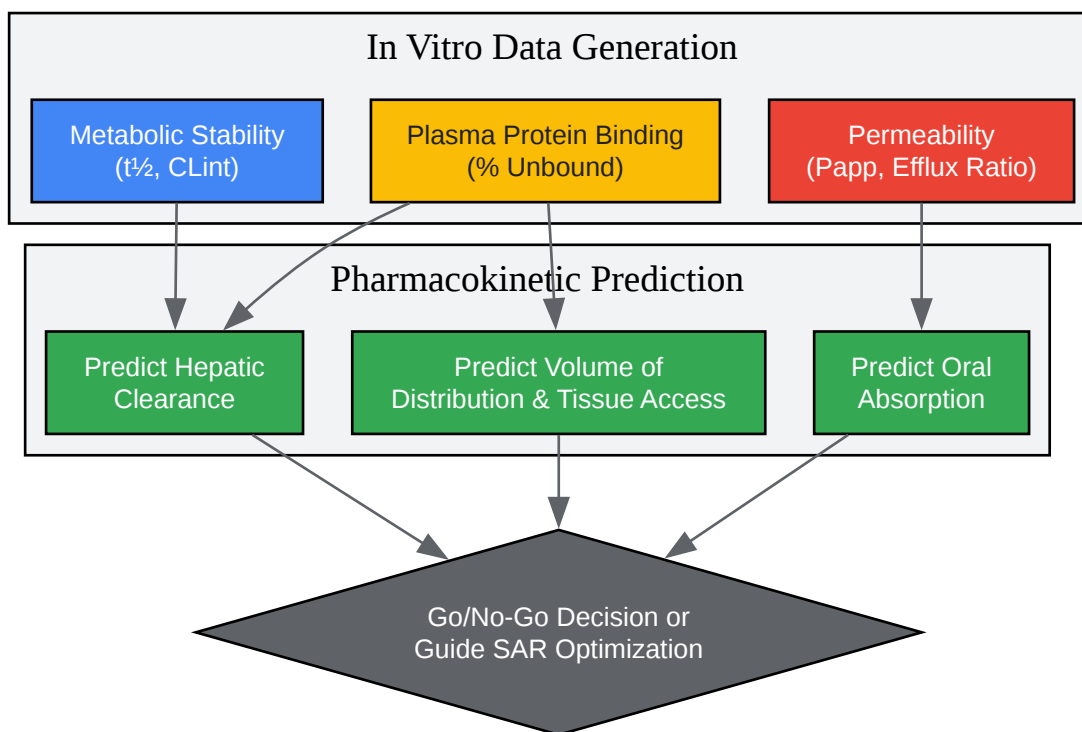 In Vitro Data Generation
Metabolic Stability
(t½, CLint)
Plasma Protein Binding
(% Unbound)
Permeability
(Papp, Efflux Ratio)
Pharmacokinetic Prediction
Predict Hepatic
Clearance
Predict Volume of
Distribution & Tissue Access
Predict Oral
Absorption
Go/No-Go Decision or
Guide SAR Optimization